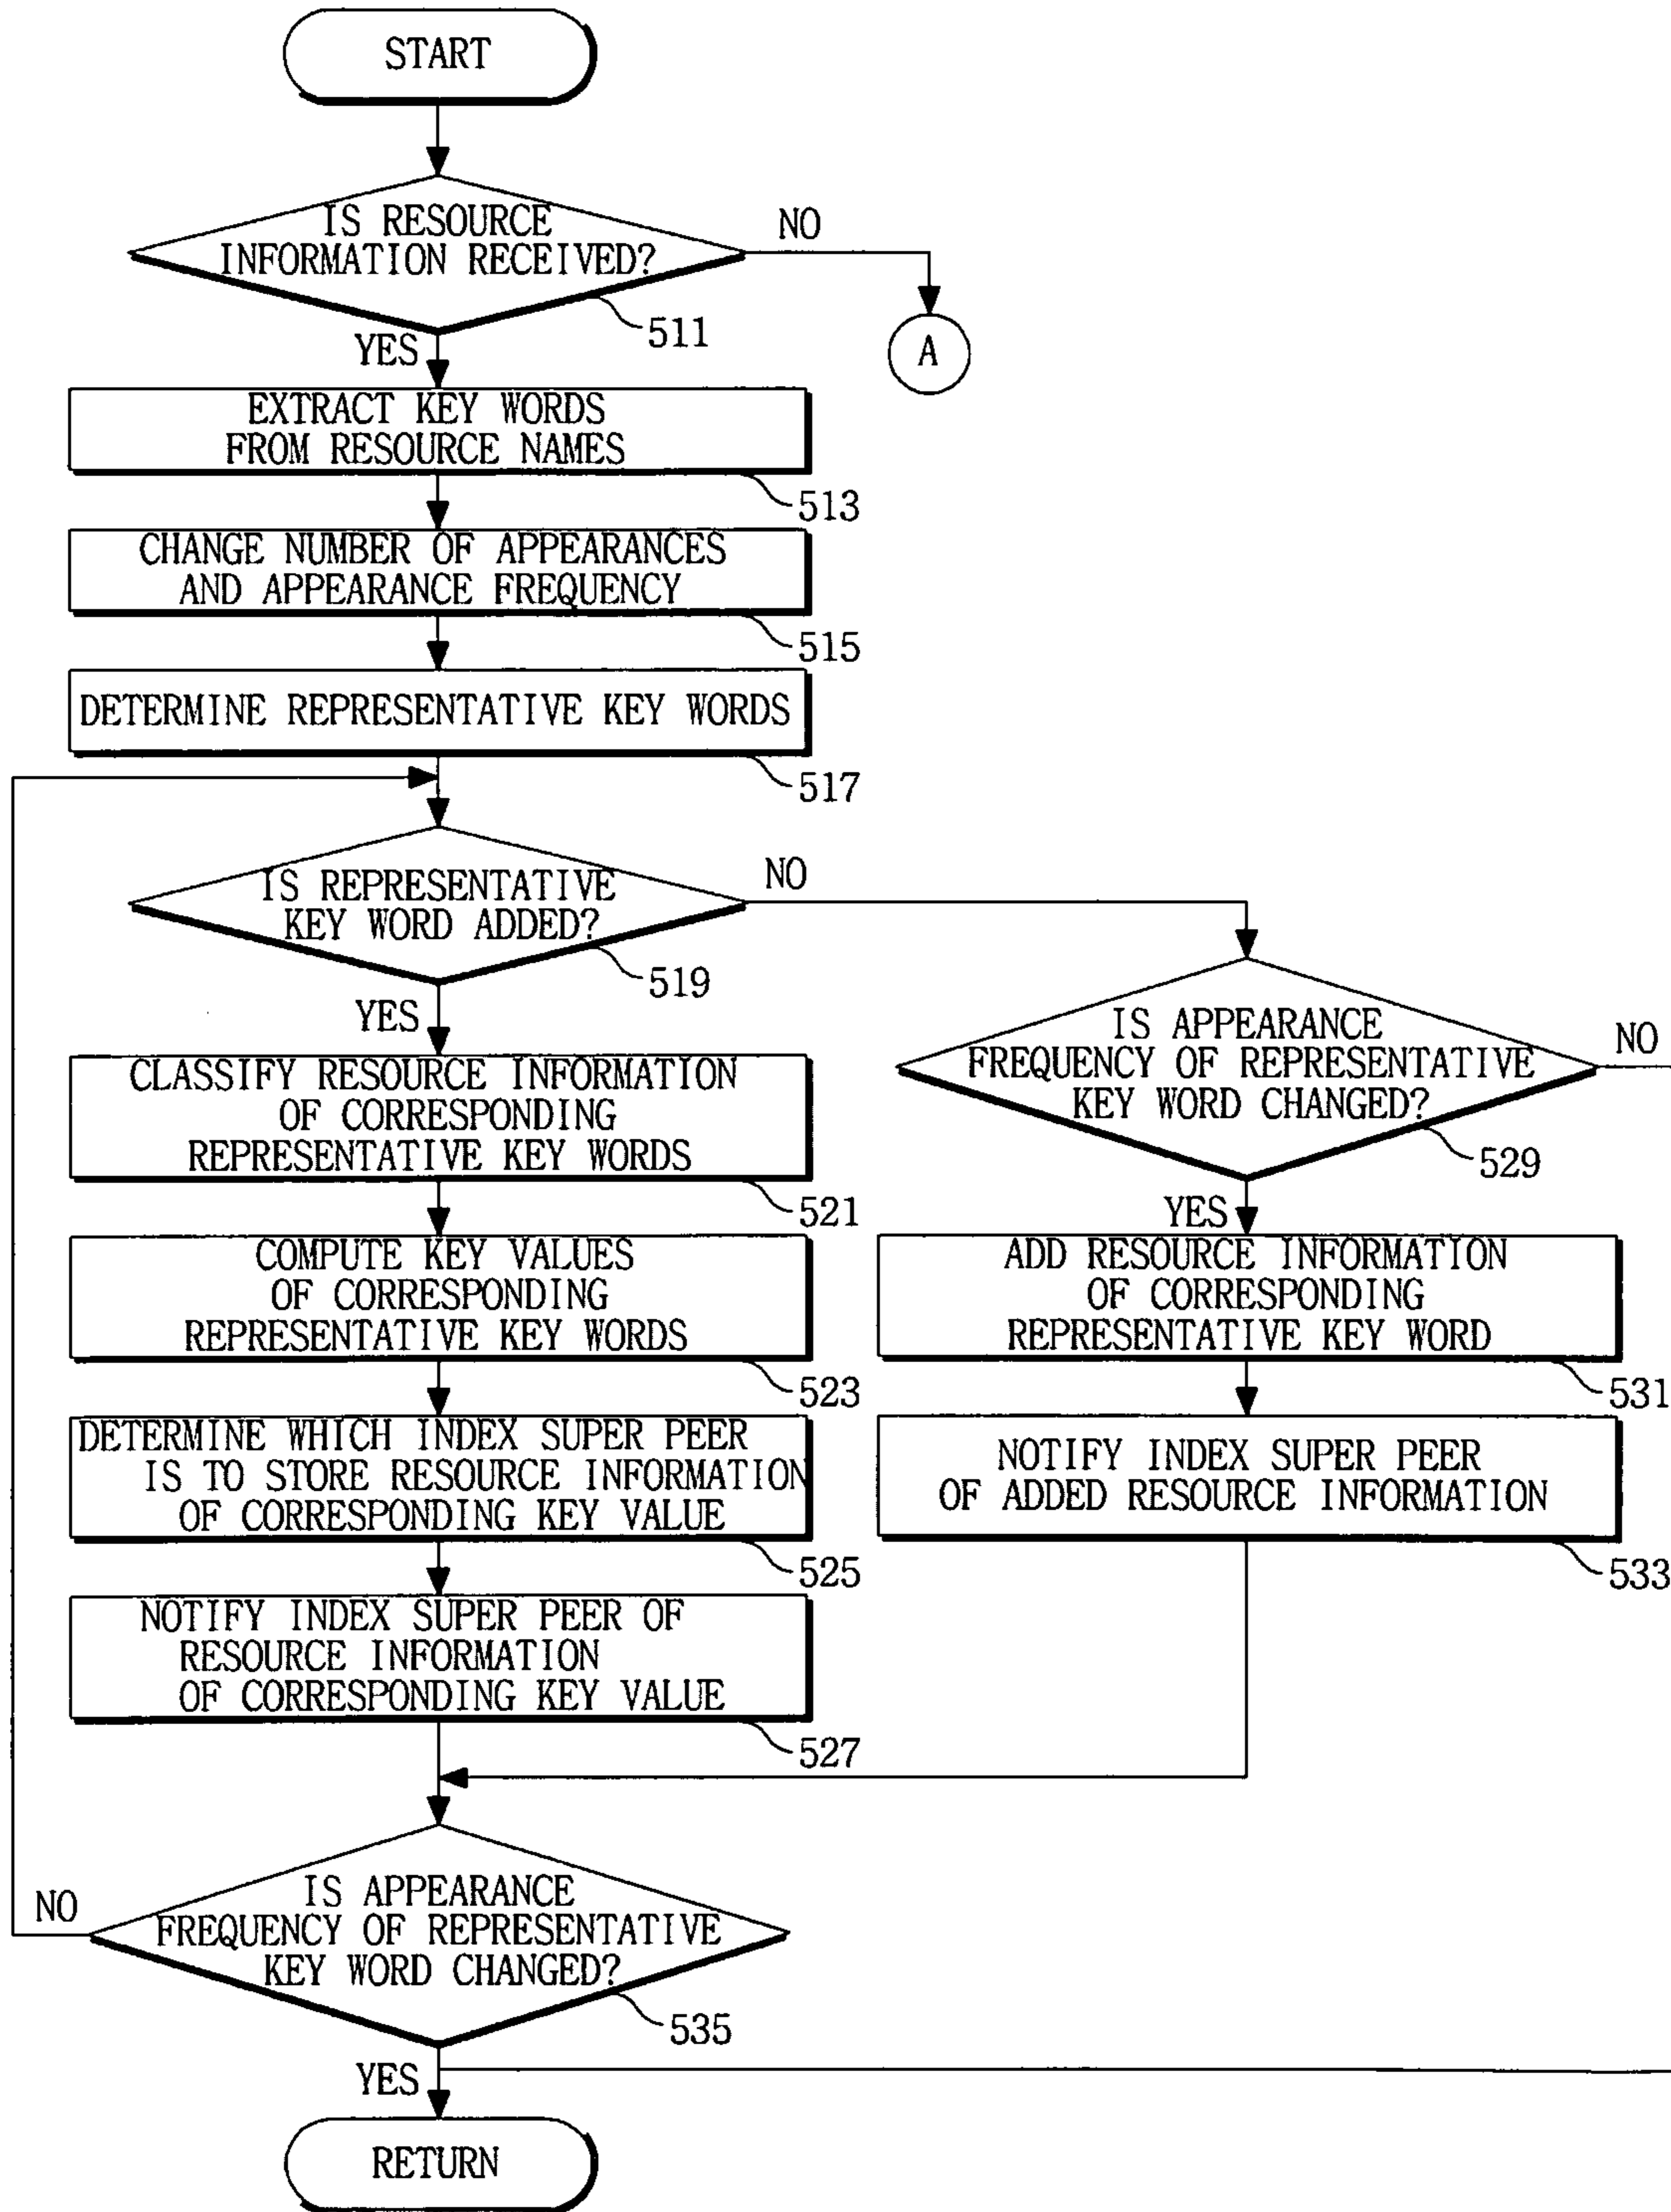 START
IS RESOURCE
INFORMATION RECEIVED?
NO
511
A
YES
EXTRACT KEY WORDS
FROM RESOURCE NAMES
513
CHANGE NUMBER OF APPEARANCES
AND APPEARANCE FREQUENCY
515
DETERMINE REPRESENTATIVE KEY WORDS
517
IS REPRESENTATIVE
KEY WORD ADDED?
NO
519
YES
CLASSIFY RESOURCE INFORMATION
OF CORRESPONDING
REPRESENTATIVE KEY WORDS
521
COMPUTE KEY VALUES
OF CORRESPONDING
REPRESENTATIVE KEY WORDS
523
DETERMINE WHICH INDEX SUPER PEER
IS TO STORE RESOURCE INFORMATION
OF CORRESPONDING KEY VALUE
525
NOTIFY INDEX SUPER PEER OF
RESOURCE INFORMATION
OF CORRESPONDING KEY VALUE
527
IS APPEARANCE
FREQUENCY OF REPRESENTATIVE
KEY WORD CHANGED?
NO
529
YES
ADD RESOURCE INFORMATION
OF CORRESPONDING
REPRESENTATIVE KEY WORD
531
NOTIFY INDEX SUPER PEER
OF ADDED RESOURCE INFORMATION
533
IS APPEARANCE
FREQUENCY OF REPRESENTATIVE
KEY WORD CHANGED?
NO
535
YES
RETURN